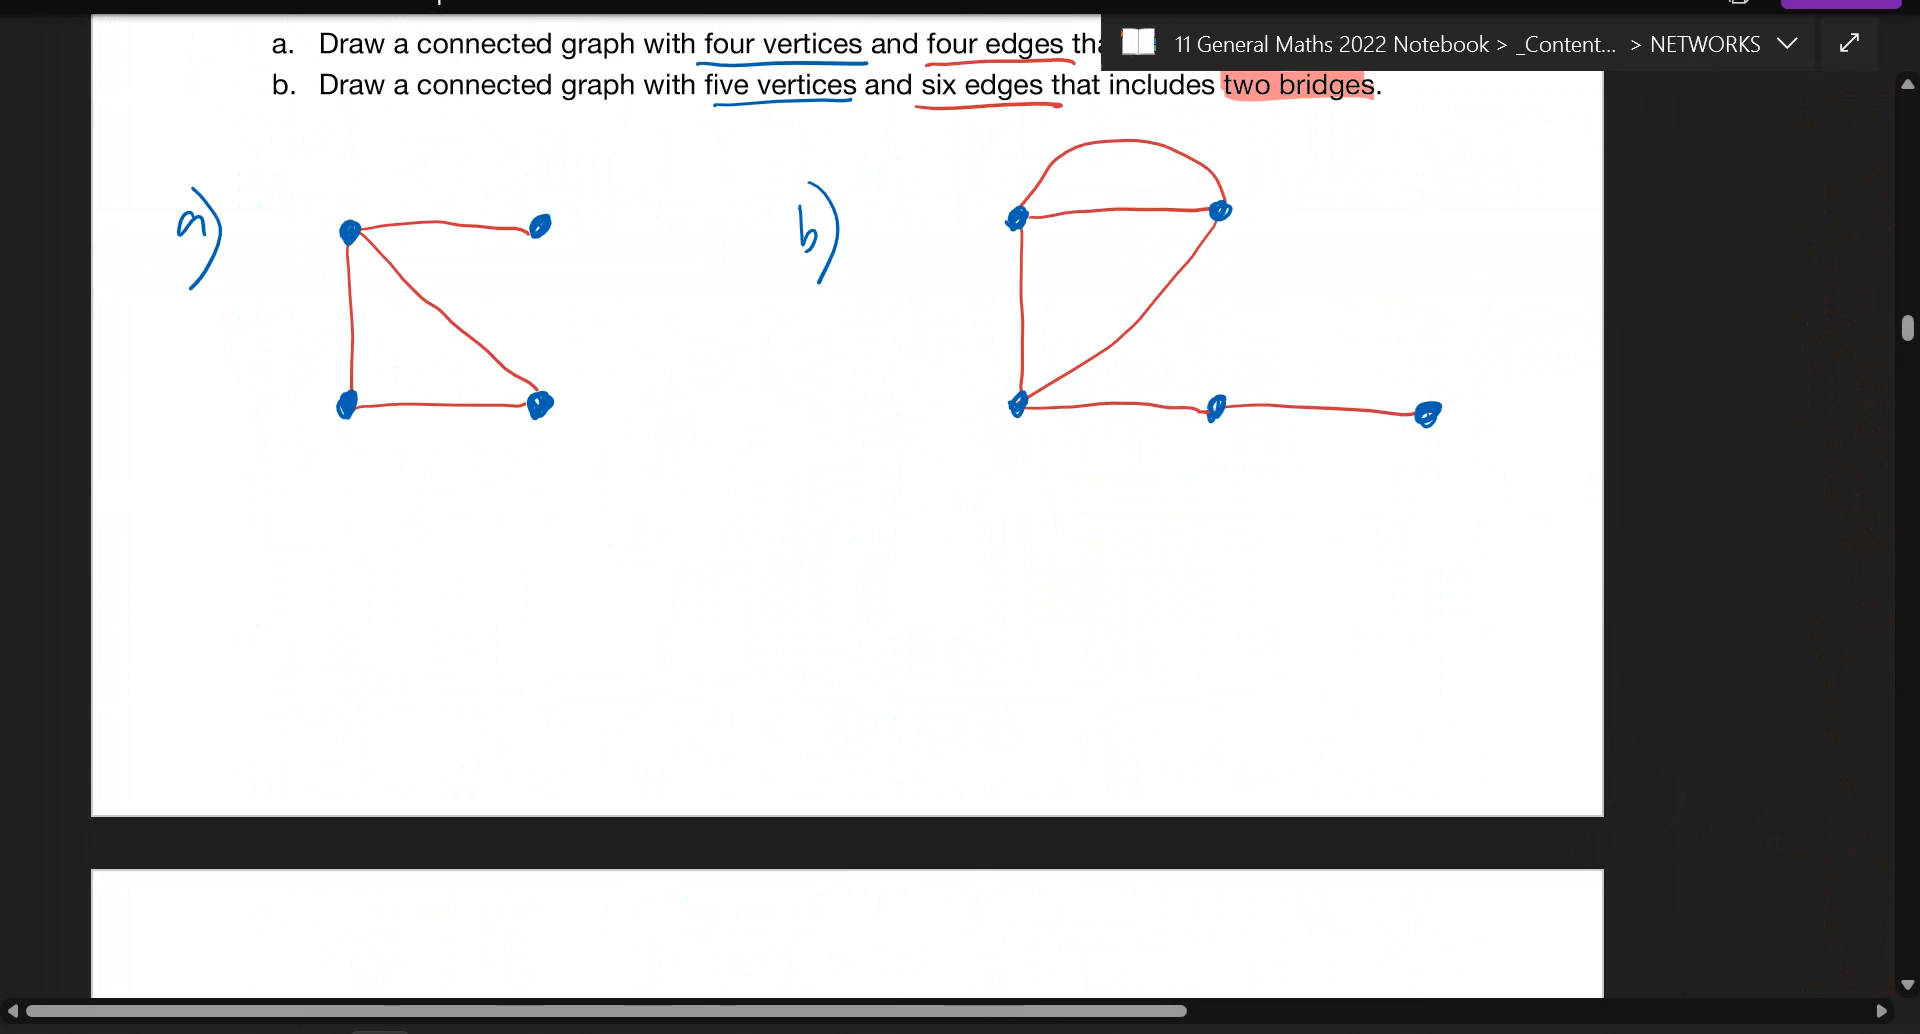 a. Draw a connected graph with four vertices and four edges
11 General Maths 2022 Notebook > _Content... > NETWORKS
b. Draw a connected graph with five vertices and six edges that includes two bridges.
a)
b)